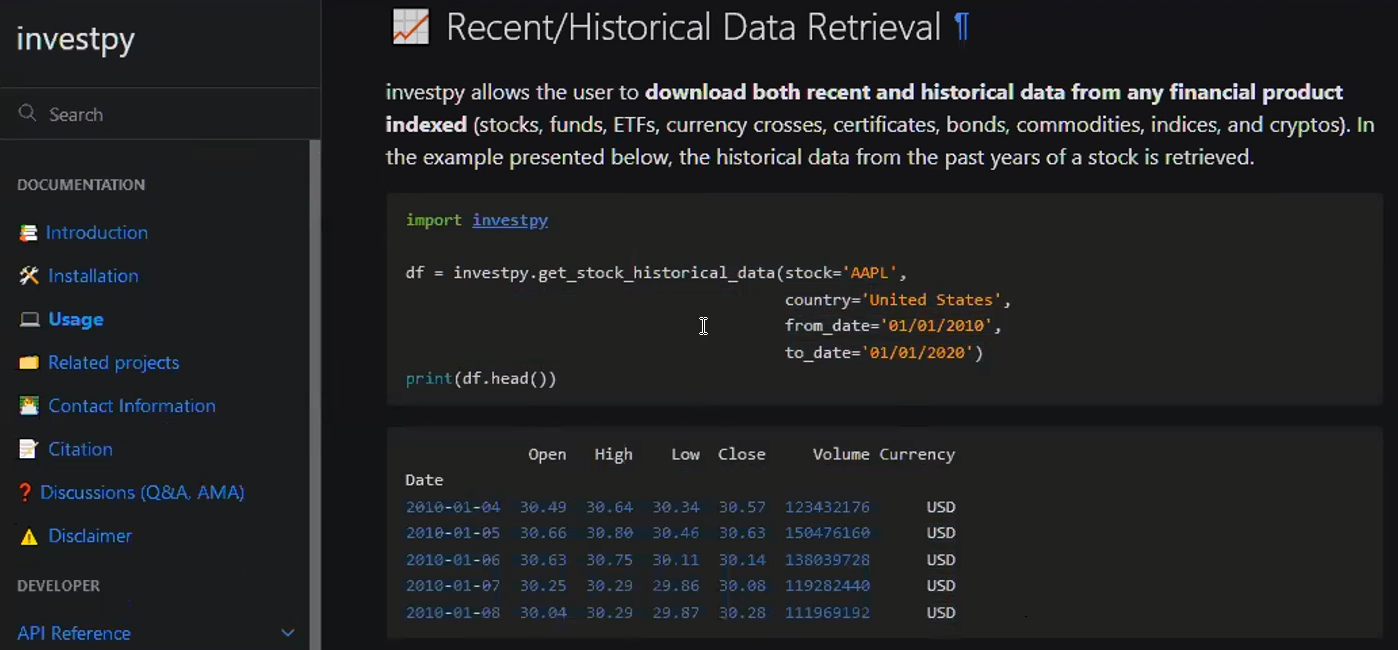 investpy
Search
DOCUMENTATION
Introduction
Installation
Usage
Related projects
Contact Information
Citation
Discussions (Q&A, AMA)
Disclaimer
DEVELOPER
API Reference
Recent/Historical Data Retrieval ¶
investpy allows the user to download both recent and historical data from any financial product
indexed (stocks, funds, ETFs, currency crosses, certificates, bonds, commodities, indices, and cryptos). In
the example presented below, the historical data from the past years of a stock is retrieved.
import investpy
df = investpy.get_stock_historical_data(stock='AAPL',
country='United States',
from_date='01/01/2010',
to_date='01/01/2020')
print(df.head())
Open High Low Close Volume Currency
Date
2010-01-04 30.49 30.64 30.34 30.57 123432176 USD
2010-01-05 30.66 30.80 30.46 30.63 150476160 USD
2010-01-06 30.63 30.75 30.11 30.14 138039728 USD
2010-01-07 30.25 30.29 29.86 30.08 119282440 USD
2010-01-08 30.04 30.29 29.87 30.28 111969192 USD